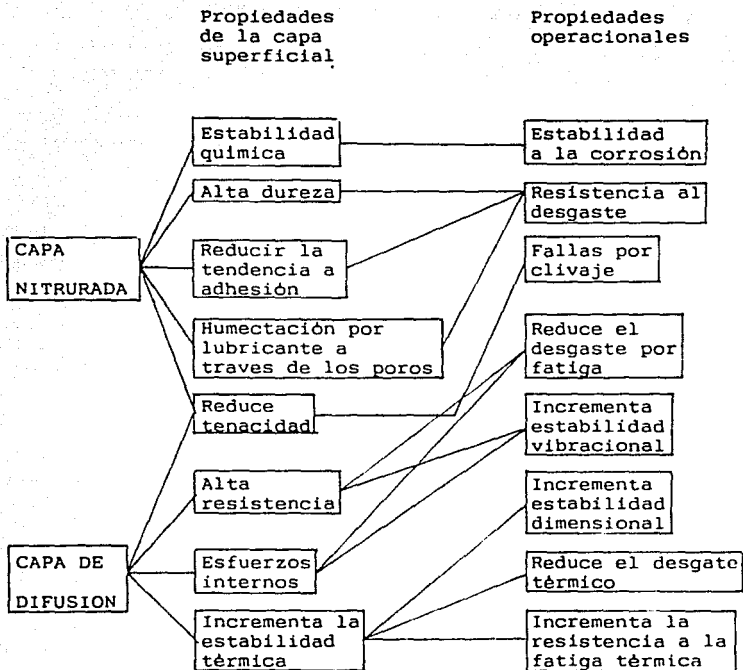 Propiedades
de la capa
superficial
Propiedades
operacionales
Estabilidad
quimica
Estabilidad
a la corrosión
Alta dureza
Resistencia al
desgaste
CAPA
NITRURADA
Reducir la
tendencia a
adhesión
Fallas por
clivaje
Humectación por
lubricante a
traves de los poros
Reduce el
desgaste por
fatiga
Reduce
tenacidad
Incrementa
estabilidad
vibracional
Alta
resistencia
Incrementa
estabilidad
dimensional
CAPA DE
DIFUSION
Esfuerzos
internos
Reduce el desgate
térmico
Incrementa la
estabilidad
térmica
Incrementa la
resistencia a la
fatiga térmica